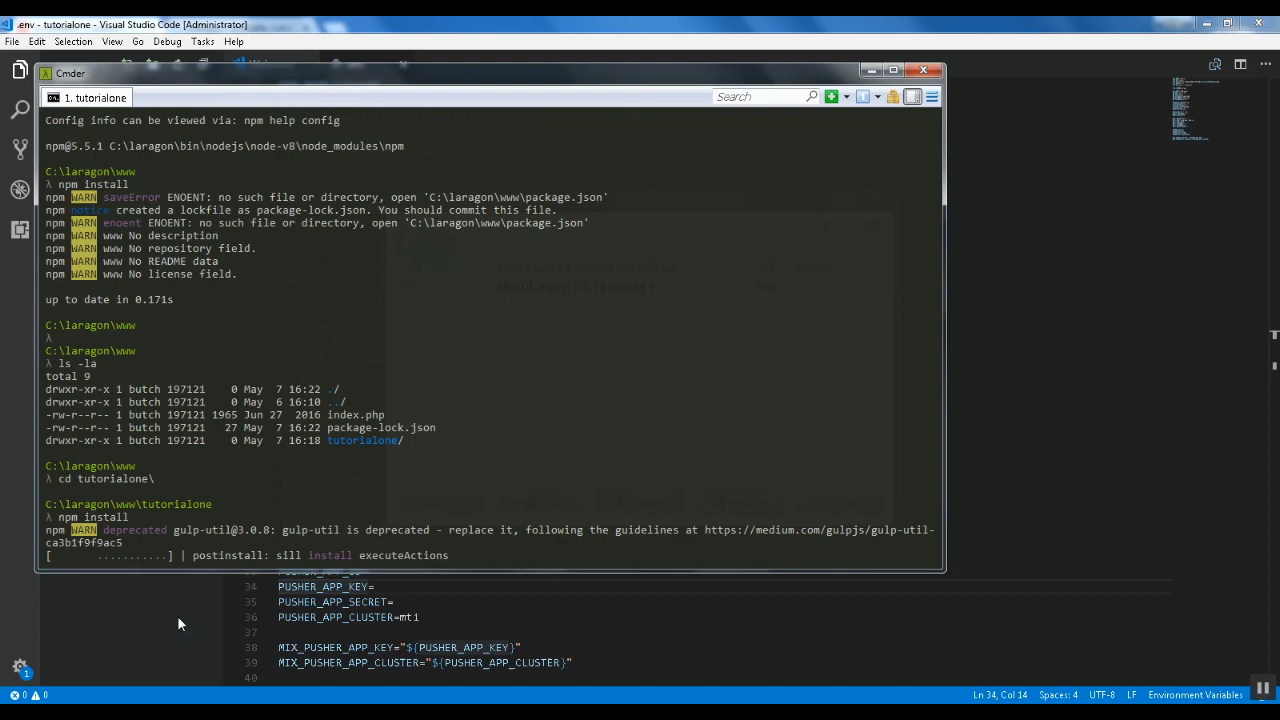 .env - tutorialone - Visual Studio Code [Administrator]
File Edit Selection View Go Debug Tasks Help
Cmder
1. tutorialone
Search
Config info can be viewed via: npm help config
npm@5.5.1 C:\laragon\bin\nodejs\node-v8\node_modules\npm
C:\laragon\www
λ npm install
npm WARN saveError ENOENT: no such file or directory, open 'C:\laragon\www\package.json'
npm notice created a lockfile as package-lock.json. You should commit this file.
npm WARN enoent ENOENT: no such file or directory, open 'C:\laragon\www\package.json'
npm WARN www No description
npm WARN www No repository field.
npm WARN www No README data
npm WARN www No license field.
up to date in 0.171s
C:\laragon\www
λ
C:\laragon\www
λ ls -la
total 9
drwxr-xr-x 1 butch 197121    0 May  7 16:22 ./
drwxr-xr-x 1 butch 197121    0 May  6 16:10 ../
-rw-r--r-- 1 butch 197121 1965 Jun 27  2016 index.php
-rw-r--r-- 1 butch 197121   27 May  7 16:22 package-lock.json
drwxr-xr-x 1 butch 197121    0 May  7 16:18 tutorialone/
C:\laragon\www
λ cd tutorialone\
C:\laragon\www\tutorialone
λ npm install
npm WARN deprecated gulp-util@3.0.8: gulp-util is deprecated - replace it, following the guidelines at https://medium.com/gulpjs/gulp-util-
ca3b1f9f9ac5
[       ...........] | postinstall: sill install executeActions
34 PUSHER_APP_KEY=
35 PUSHER_APP_SECRET=
36 PUSHER_APP_CLUSTER=mt1
37
38 MIX_PUSHER_APP_KEY="${PUSHER_APP_KEY}"
39 MIX_PUSHER_APP_CLUSTER="${PUSHER_APP_CLUSTER}"
40
1
0 0 Ln 34, Col 14 Spaces: 4 UTF-8 LF Environment Variables